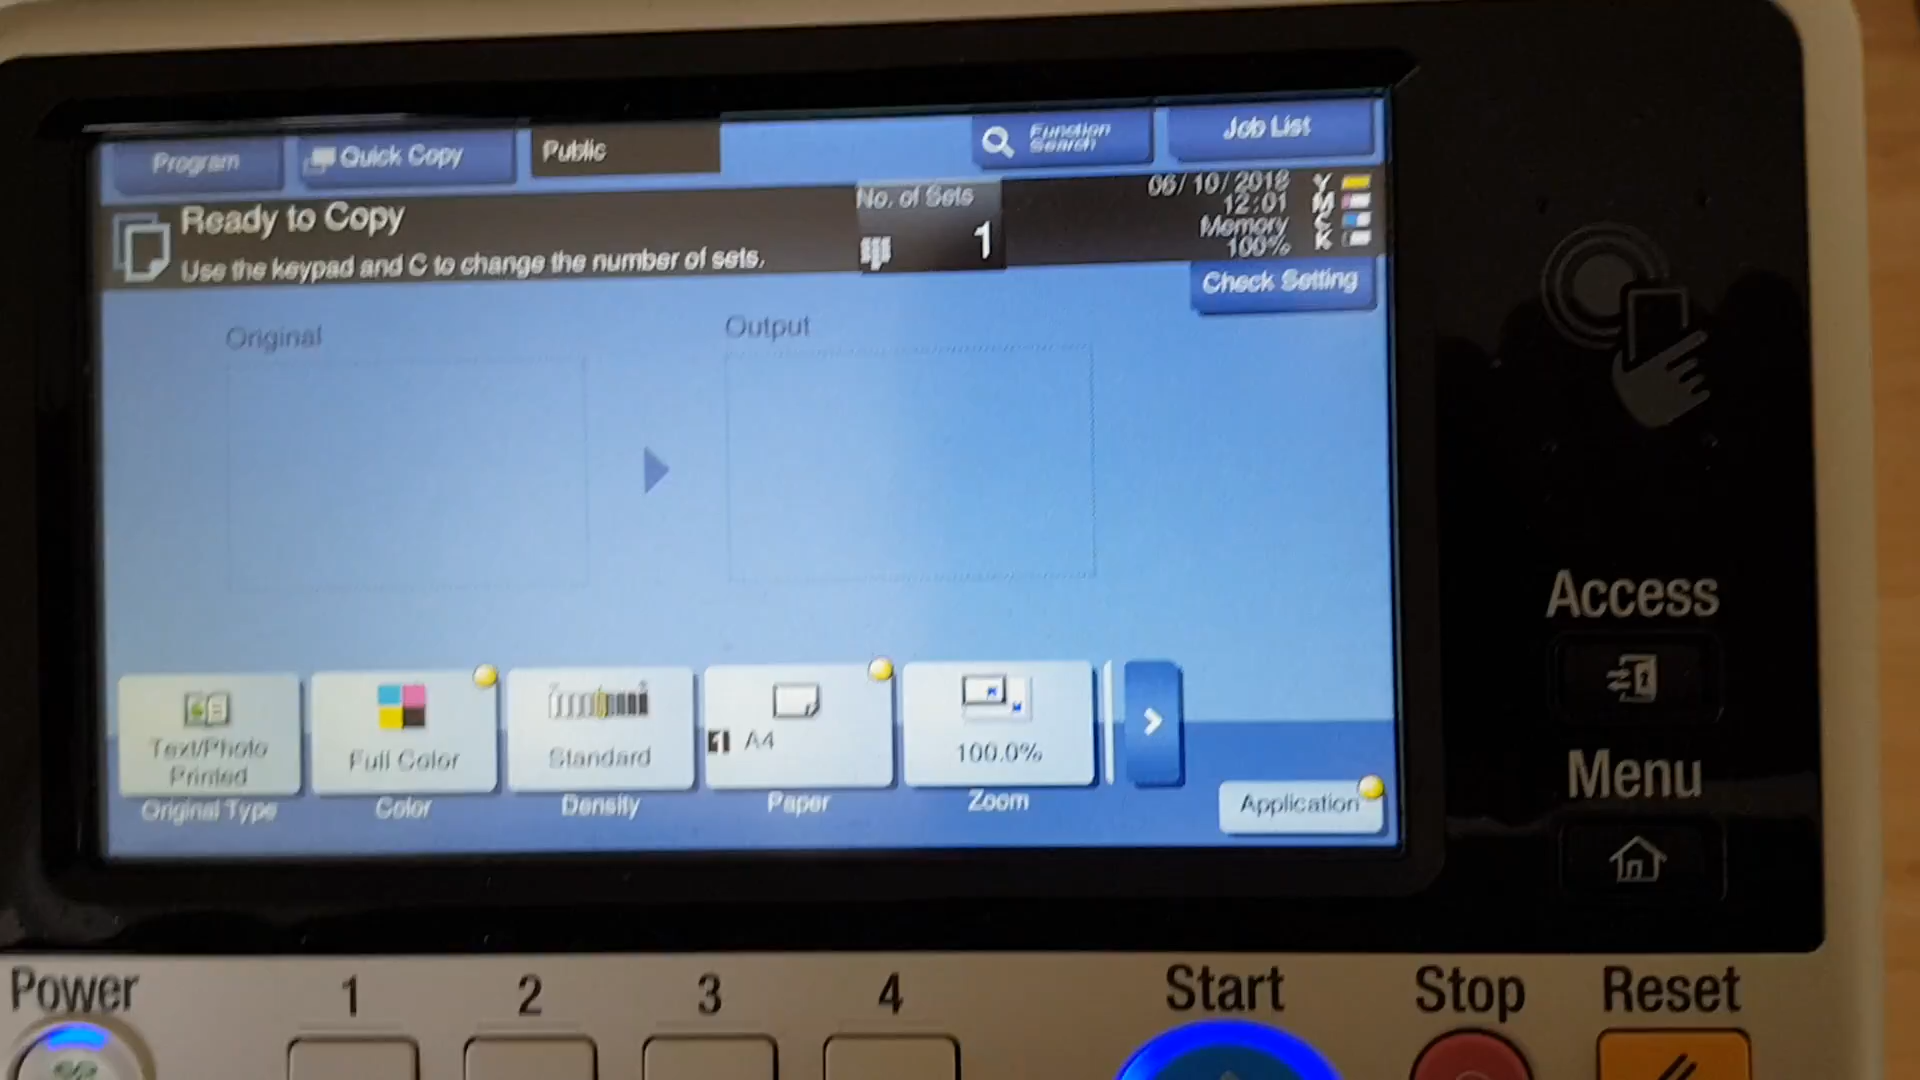 Program
Quick Copy
Public
Function
Search
Job List
Ready to Copy
Use the keypad and C to change the number of sets.
No. of Sets
1
06/10/2018
12:01
Memory
100%
Y
M
C
K
Check Setting
Original
Output
Text/Photo
Printed
Original Type
Full Color
Color
Standard
Density
1 A4
Paper
100.0%
Zoom
Application
Access
Menu
Power
1
2
3
4
Start
Stop
Reset